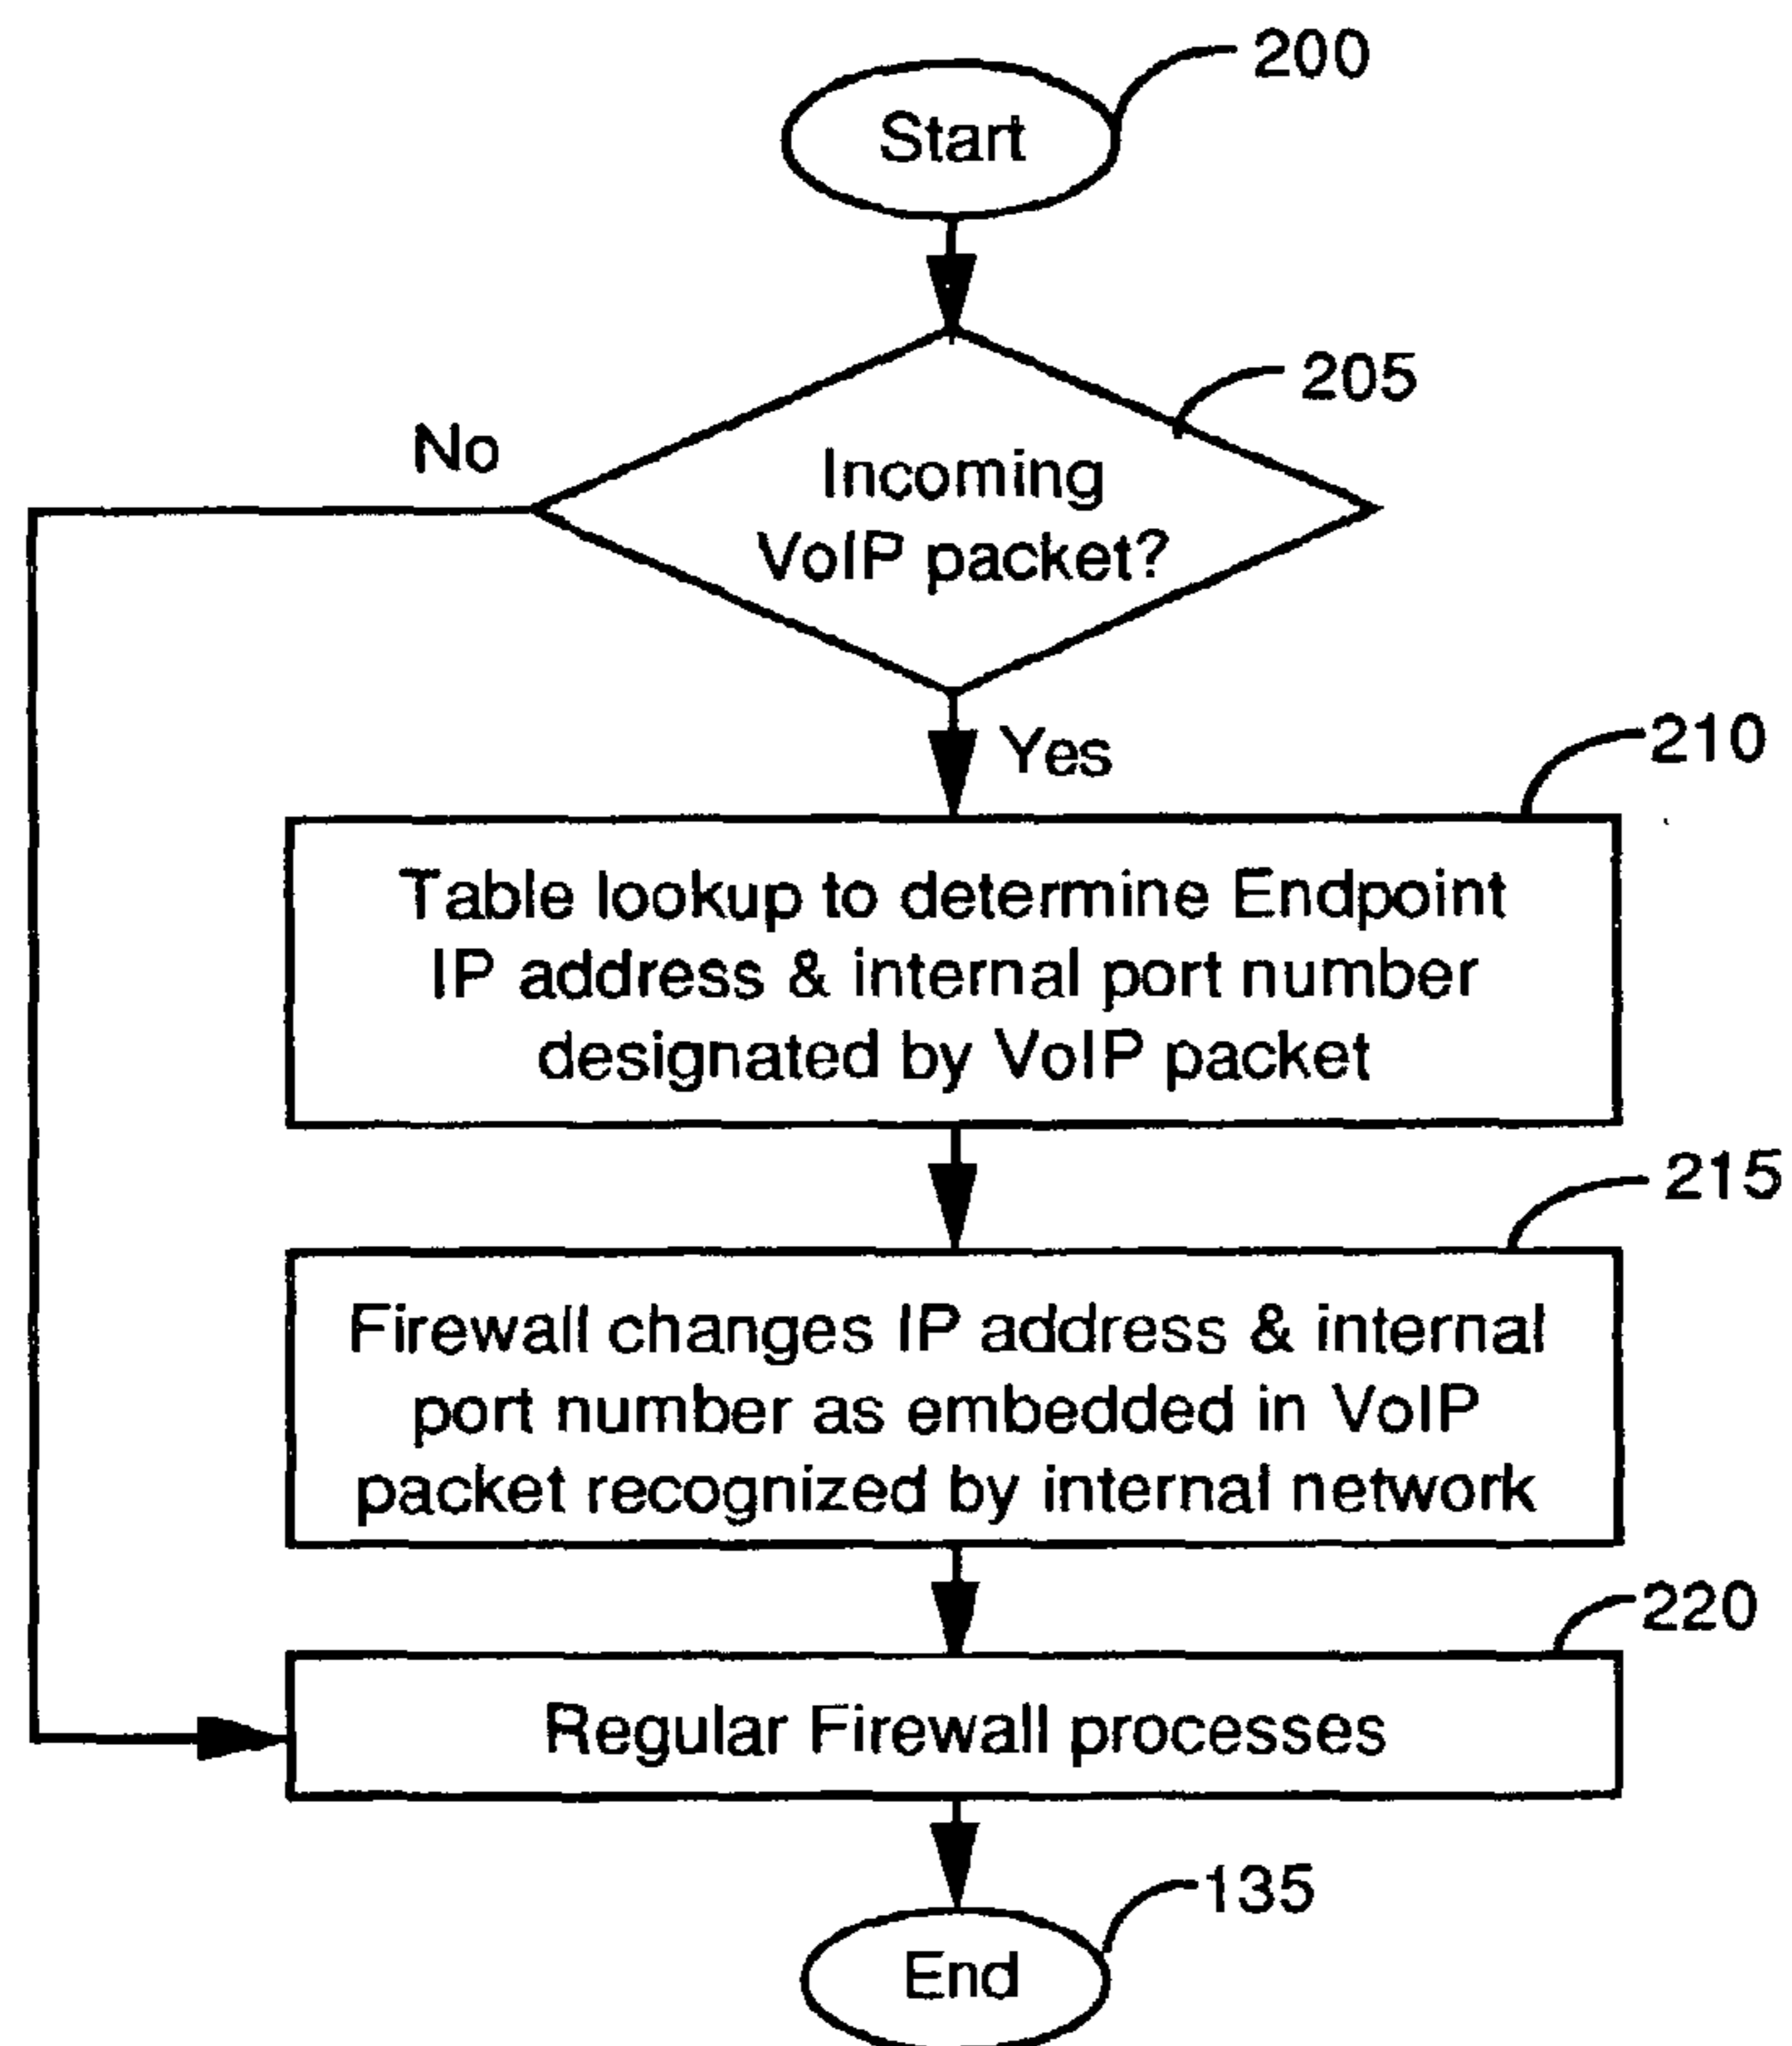 200
Start
205
No
Incoming
VoIP packet?
Yes
210
Table lookup to determine Endpoint
IP address & internal port number
designated by VoIP packet
215
Firewall changes IP address & internal
port number as embedded in VoIP
packet recognized by internal network
220
Regular Firewall processes
135
End